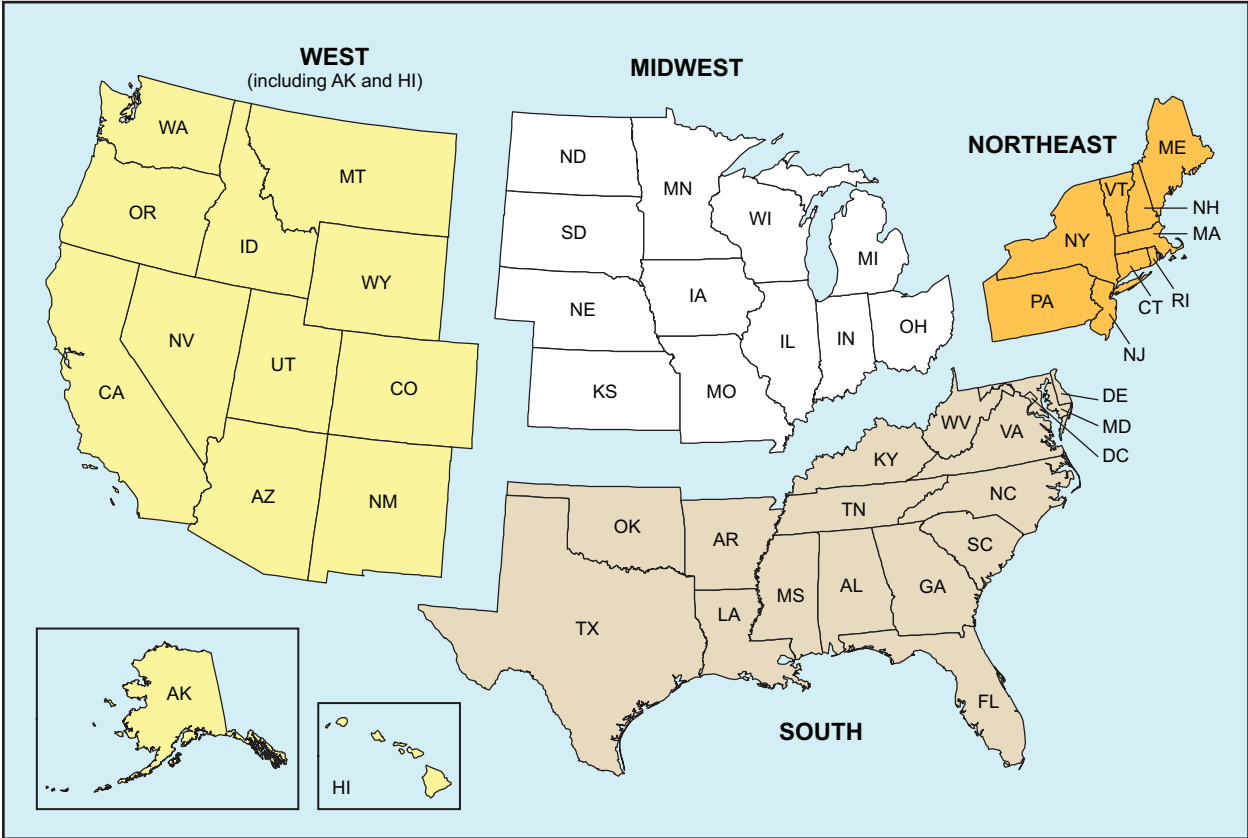 WEST
(including AK and HI)
WA
MT
OR
ID
WY
NV
UT
CO
CA
AZ
NM
AK
HI
MIDWEST
ND
MN
SD
WI
MI
NE
IA
IL
IN
OH
KS
MO
NORTHEAST
ME
VT
NH
MA
NY
RI
CT
PA
NJ
DE
MD
DC
WV
VA
KY
NC
TN
SC
OK
AR
MS
AL
GA
LA
TX
FL
SOUTH